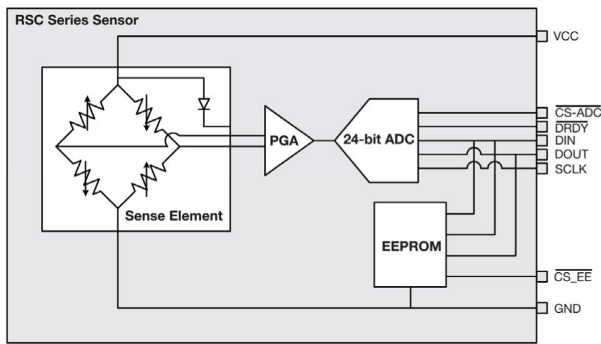 RSC Series Sensor
VCC
Sense Element
PGA
24-bit ADC
CS-ADC
DRDY
DIN
DOUT
SCLK
EEPROM
CS_EE
GND